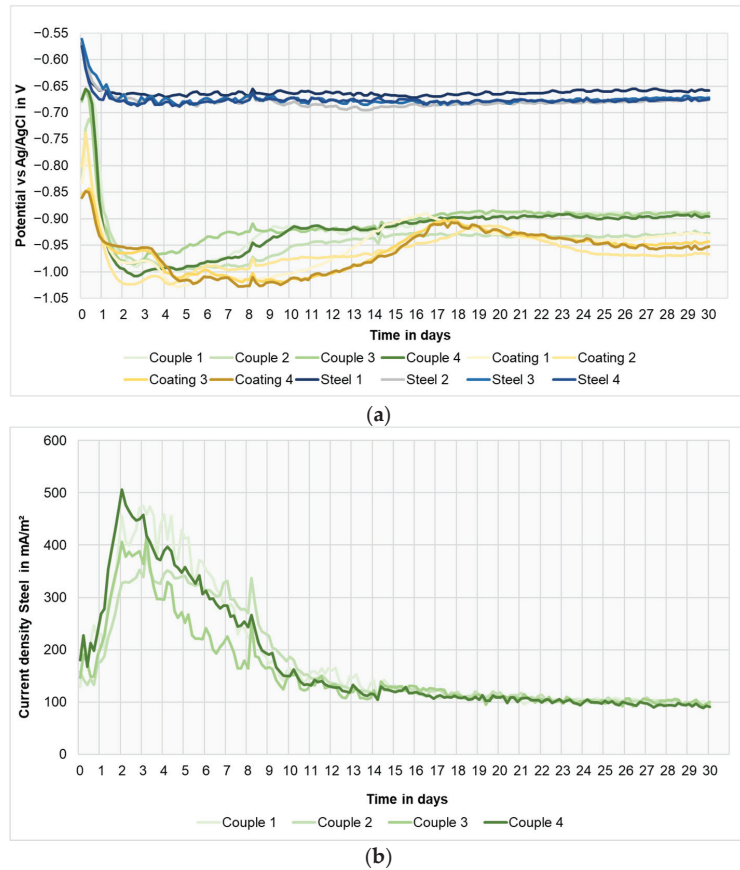 −0.55
−0.60
−0.65
−0.70
−0.75
−0.80
−0.85
−0.90
−0.95
−1.00
−1.05
Potential vs Ag/AgCl in V
0 1 2 3 4 5 6 7 8 9 10 11 12 13 14 15 16 17 18 19 20 21 22 23 24 25 26 27 28 29 30
Time in days
Couple 1 Couple 2 Couple 3 Couple 4 Coating 1 Coating 2
Coating 3 Coating 4 Steel 1 Steel 2 Steel 3 Steel 4
(a)
600
500
400
300
200
100
0
Current density Steel in mA/m²
0 1 2 3 4 5 6 7 8 9 10 11 12 13 14 15 16 17 18 19 20 21 22 23 24 25 26 27 28 29 30
Time in days
Couple 1 Couple 2 Couple 3 Couple 4
(b)